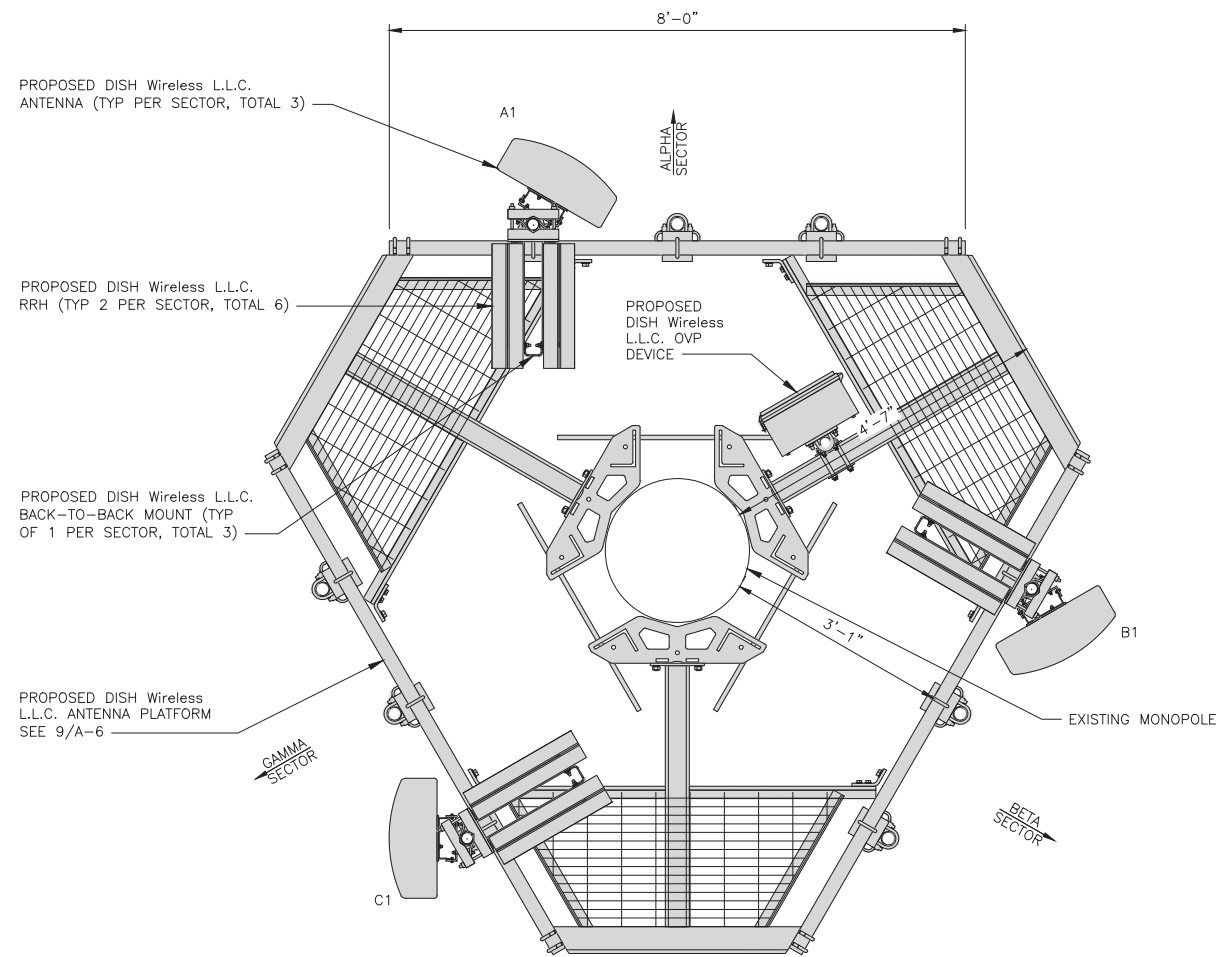 8'-0"
PROPOSED DISH Wireless L.L.C.
ANTENNA (TYP PER SECTOR, TOTAL 3)
A1
ALPHA
SECTOR
PROPOSED DISH Wireless L.L.C.
RRH (TYP 2 PER SECTOR, TOTAL 6)
PROPOSED
DISH Wireless
L.L.C. OVP
DEVICE
4'-7"
PROPOSED DISH Wireless L.L.C.
BACK-TO-BACK MOUNT (TYP
OF 1 PER SECTOR, TOTAL 3)
3'-1"
B1
PROPOSED DISH Wireless
L.L.C. ANTENNA PLATFORM
SEE 9/A-6
EXISTING MONOPOLE
GAMMA
SECTOR
BETA
SECTOR
C1